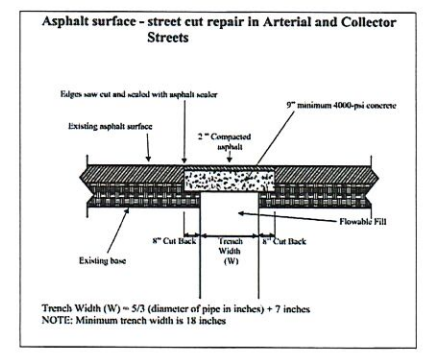 Asphalt surface - street cut repair in Arterial and Collector
Streets
Edges saw cut and sealed with asphalt sealer
9" minimum 4000-psi concrete
Existing asphalt surface
2 " Compacted
asphalt
Flowable Fill
8" Cut Back
Trench
Width
(W)
8" Cut Back
Existing base
Trench Width (W) = 5/3 (diameter of pipe in inches) + 7 inches
NOTE: Minimum trench width is 18 inches